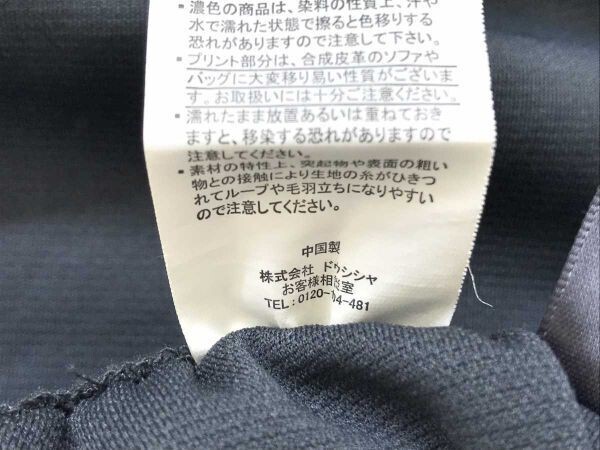 ・濃色の商品は、染料の性質上、汗や
水で濡れた状態で擦ると色移りする
恐れがありますので注意して下さい。
・プリント部分は、合成皮革のソファや
バッグに大変移り易い性質がございま
す。お取扱いには十分ご注意ください。
・濡れたまま放置あるいは重ねておき
ますと、移染する恐れがありますので
注意してください。
・素材の特性上、突起物や表面の粗い
物との接触により生地の糸がひきつ
れてループや毛羽立ちになりやすい
ので注意してください。
中国製
株式会社 ドウシシャ
お客様相談室
TEL:0120-104-481